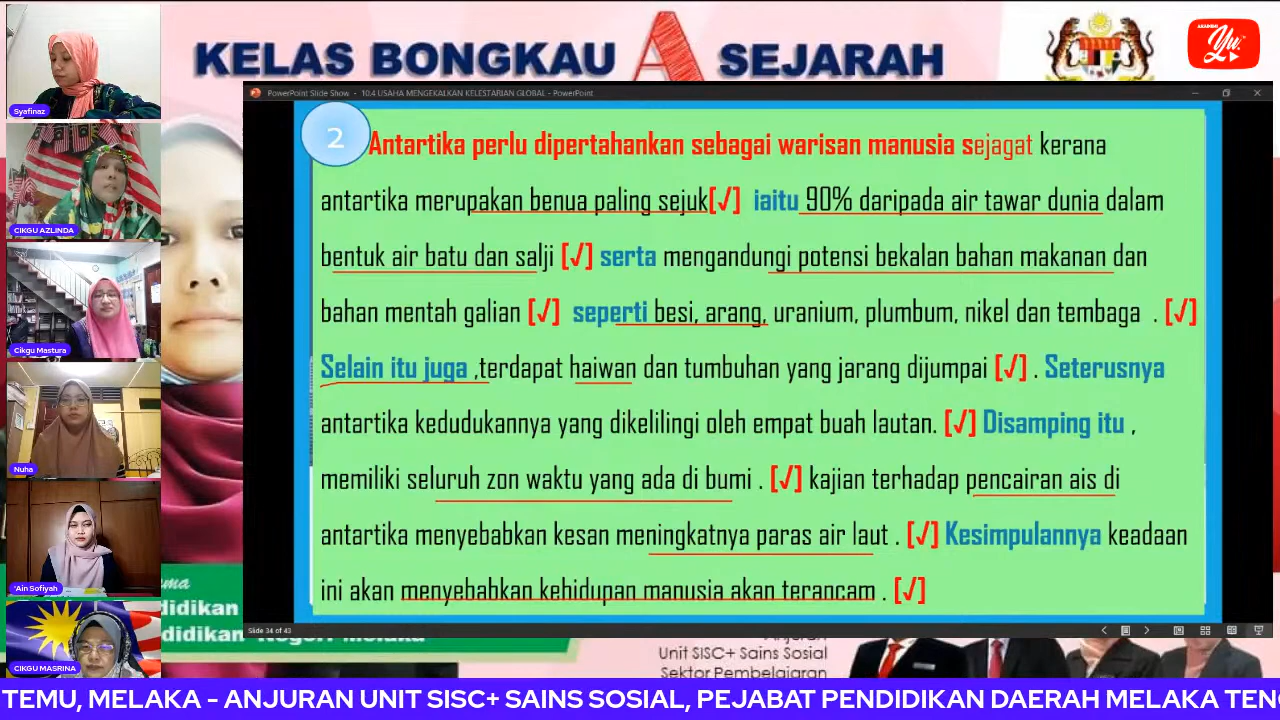 KELAS BONGKAU A SEJARAH
AKADEMI
Yu
Syafinaz
CIKGU AZLINDA
Cikgu Mastura
Nuha
'Ain Sofiyah
CIKGU MASRINA
PowerPoint Slide Show - 10.4 USAHA MENGEKALKAN KELESTARIAN GLOBAL - PowerPoint
2
Antartika perlu dipertahankan sebagai warisan manusia sejagat kerana
antartika merupakan benua paling sejuk[√] iaitu 90% daripada air tawar dunia dalam
bentuk air batu dan salji [√] serta mengandungi potensi bekalan bahan makanan dan
bahan mentah galian [√] seperti besi, arang, uranium, plumbum, nikel dan tembaga . [√]
Selain itu juga ,terdapat haiwan dan tumbuhan yang jarang dijumpai [√] . Seterusnya
antartika kedudukannya yang dikelilingi oleh empat buah lautan. [√] Disamping itu ,
memiliki seluruh zon waktu yang ada di bumi . [√] kajian terhadap pencairan ais di
antartika menyebabkan kesan meningkatnya paras air laut . [√] Kesimpulannya keadaan
ini akan menyebabkan kehidupan manusia akan terancam . [√]
Slide 34 of 43
didikan
didikan Negeri Melaka
Anjuran
Unit SISC+ Sains Sosial
Sektor Pembelajaran
TEMU, MELAKA - ANJURAN UNIT SISC+ SAINS SOSIAL, PEJABAT PENDIDIKAN DAERAH MELAKA TEN